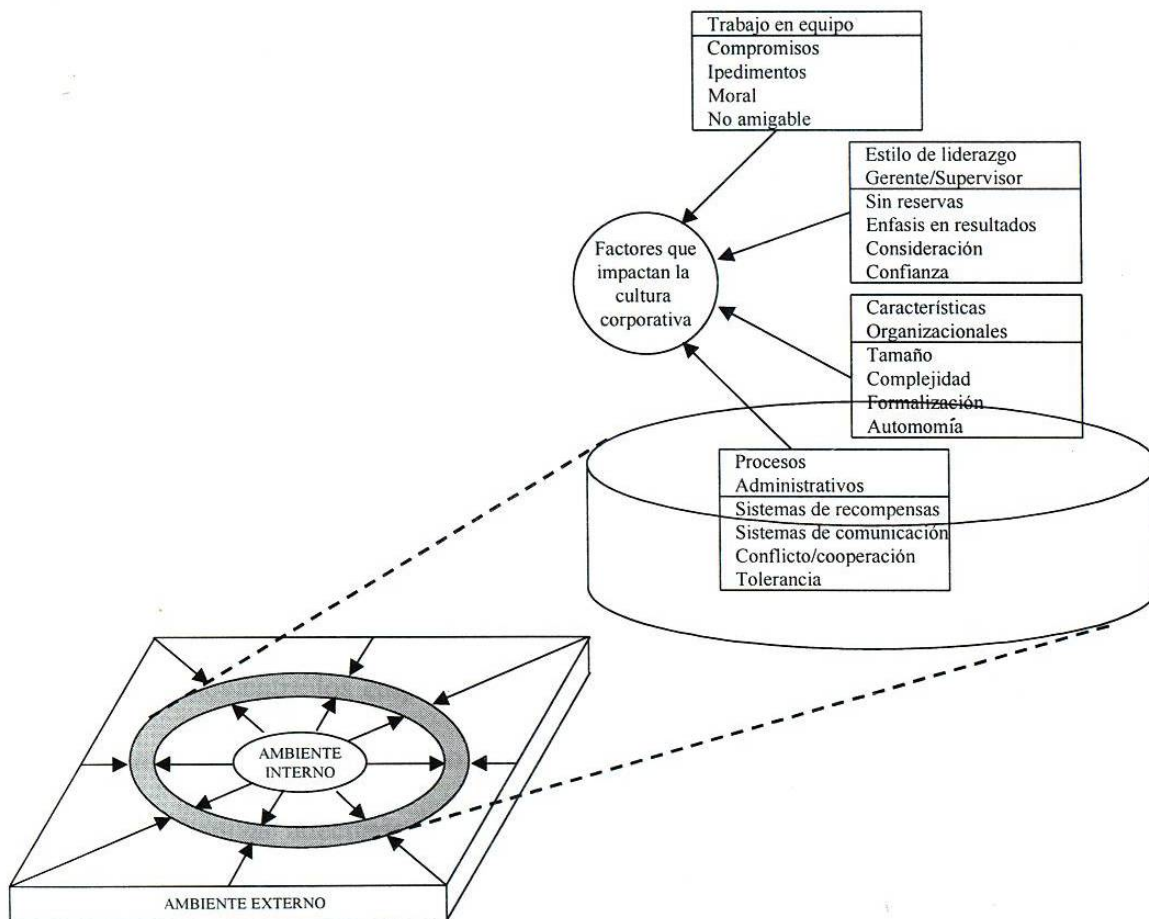 Trabajo en equipo
Compromisos
Ipedimentos
Moral
No amigable
Estilo de liderazgo
Gerente/Supervisor
Sin reservas
Enfasis en resultados
Consideración
Confianza
Factores que
impactan la
cultura
corporativa
Características
Organizacionales
Tamaño
Complejidad
Formalización
Automomía
Procesos
Administrativos
Sistemas de recompensas
Sistemas de comunicación
Conflicto/cooperación
Tolerancia
AMBIENTE
INTERNO
AMBIENTE EXTERNO